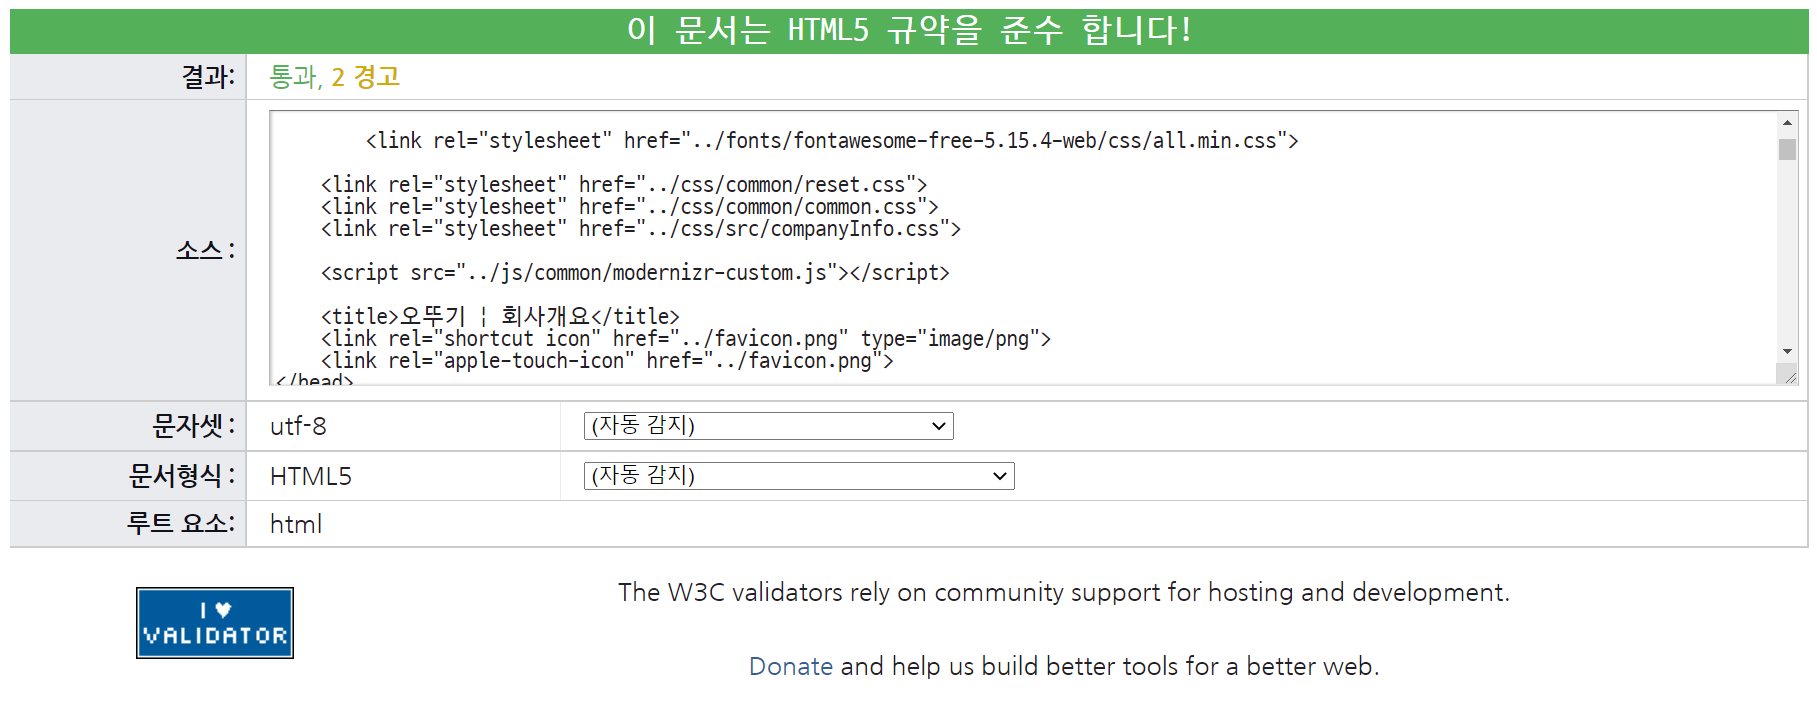 이 문서는 HTML5 규약을 준수 합니다!
결과: 통과, 2 경고
소스 :
<link rel="stylesheet" href="../fonts/fontawesome-free-5.15.4-web/css/all.min.css">
<link rel="stylesheet" href="../css/common/reset.css">
<link rel="stylesheet" href="../css/common/common.css">
<link rel="stylesheet" href="../css/src/companyInfo.css">
<script src="../js/common/modernizr-custom.js"></script>
<title>오뚜기 ¦ 회사개요</title>
<link rel="shortcut icon" href="../favicon.png" type="image/png">
<link rel="apple-touch-icon" href="../favicon.png">
</head>
문자셋 : utf-8 (자동 감지)
문서형식 : HTML5 (자동 감지)
루트 요소: html
I ♥
VALIDATOR
The W3C validators rely on community support for hosting and development.
Donate and help us build better tools for a better web.